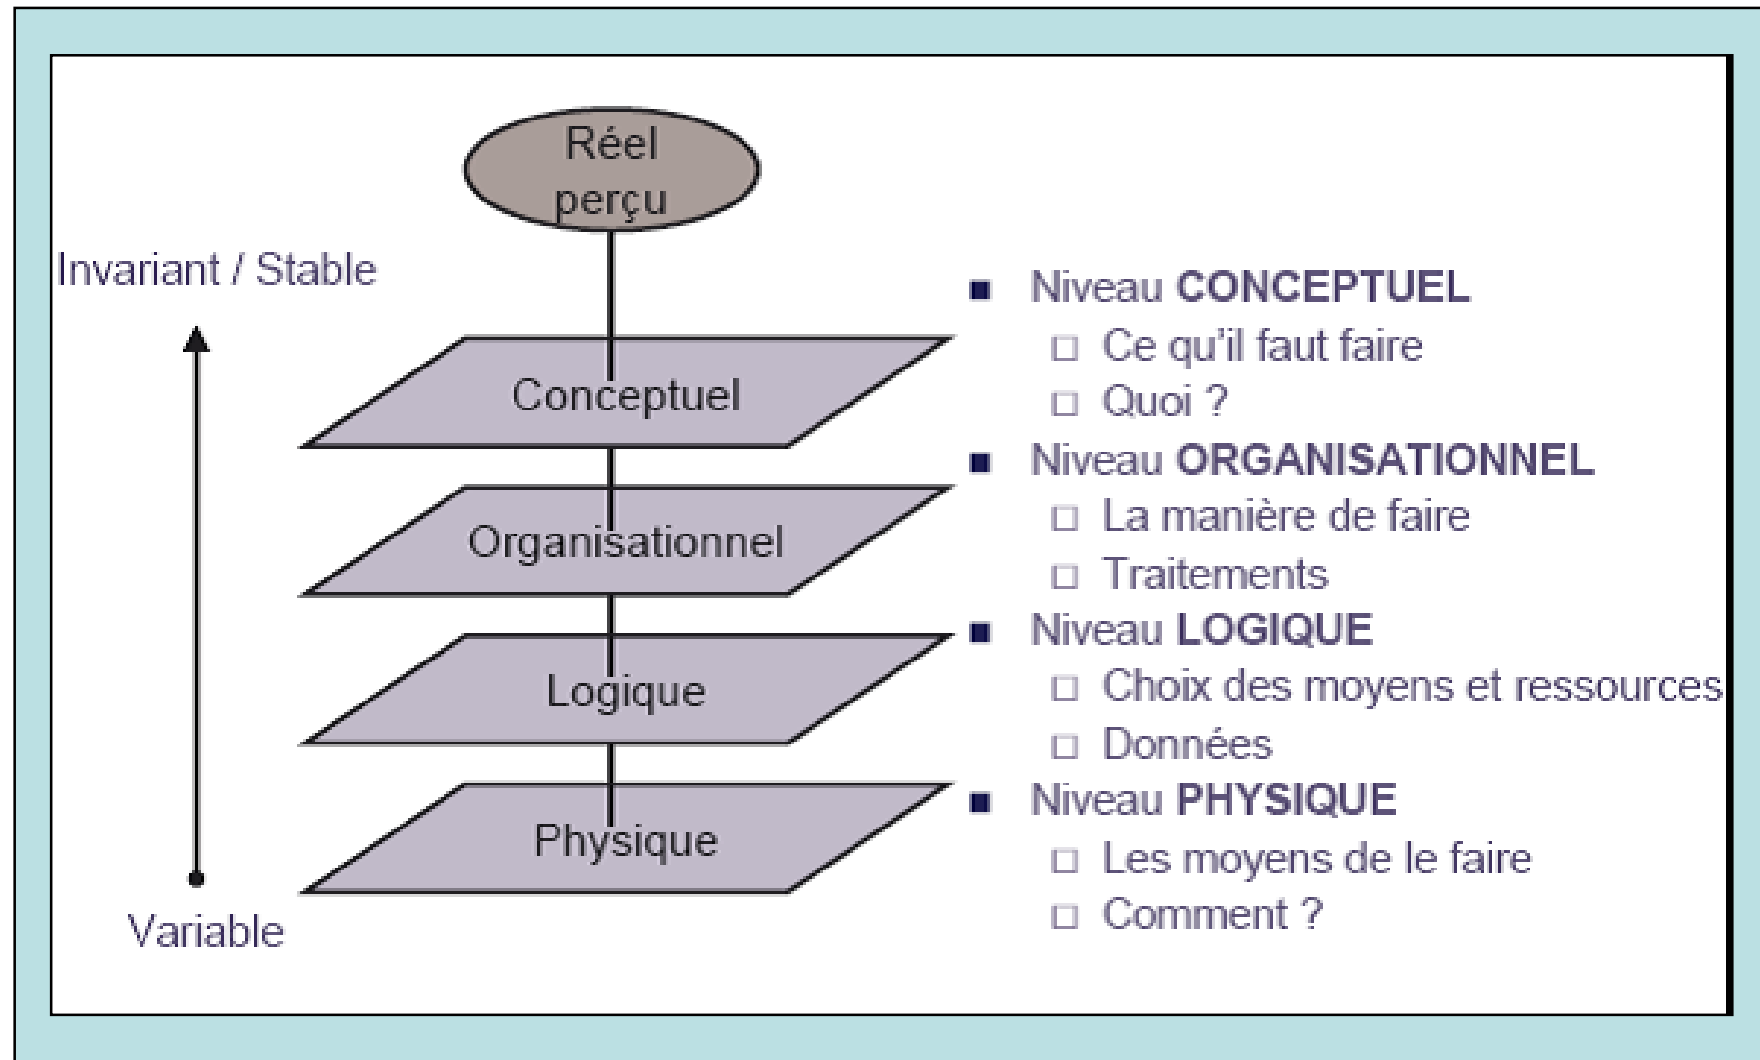 Réel
perçu
Invariant / Stable
Conceptuel
Organisationnel
Logique
Physique
Variable
Niveau CONCEPTUEL
Ce qu'il faut faire
Quoi ?
Niveau ORGANISATIONNEL
La manière de faire
Traitements
Niveau LOGIQUE
Choix des moyens et ressources
Données
Niveau PHYSIQUE
Les moyens de le faire
Comment ?